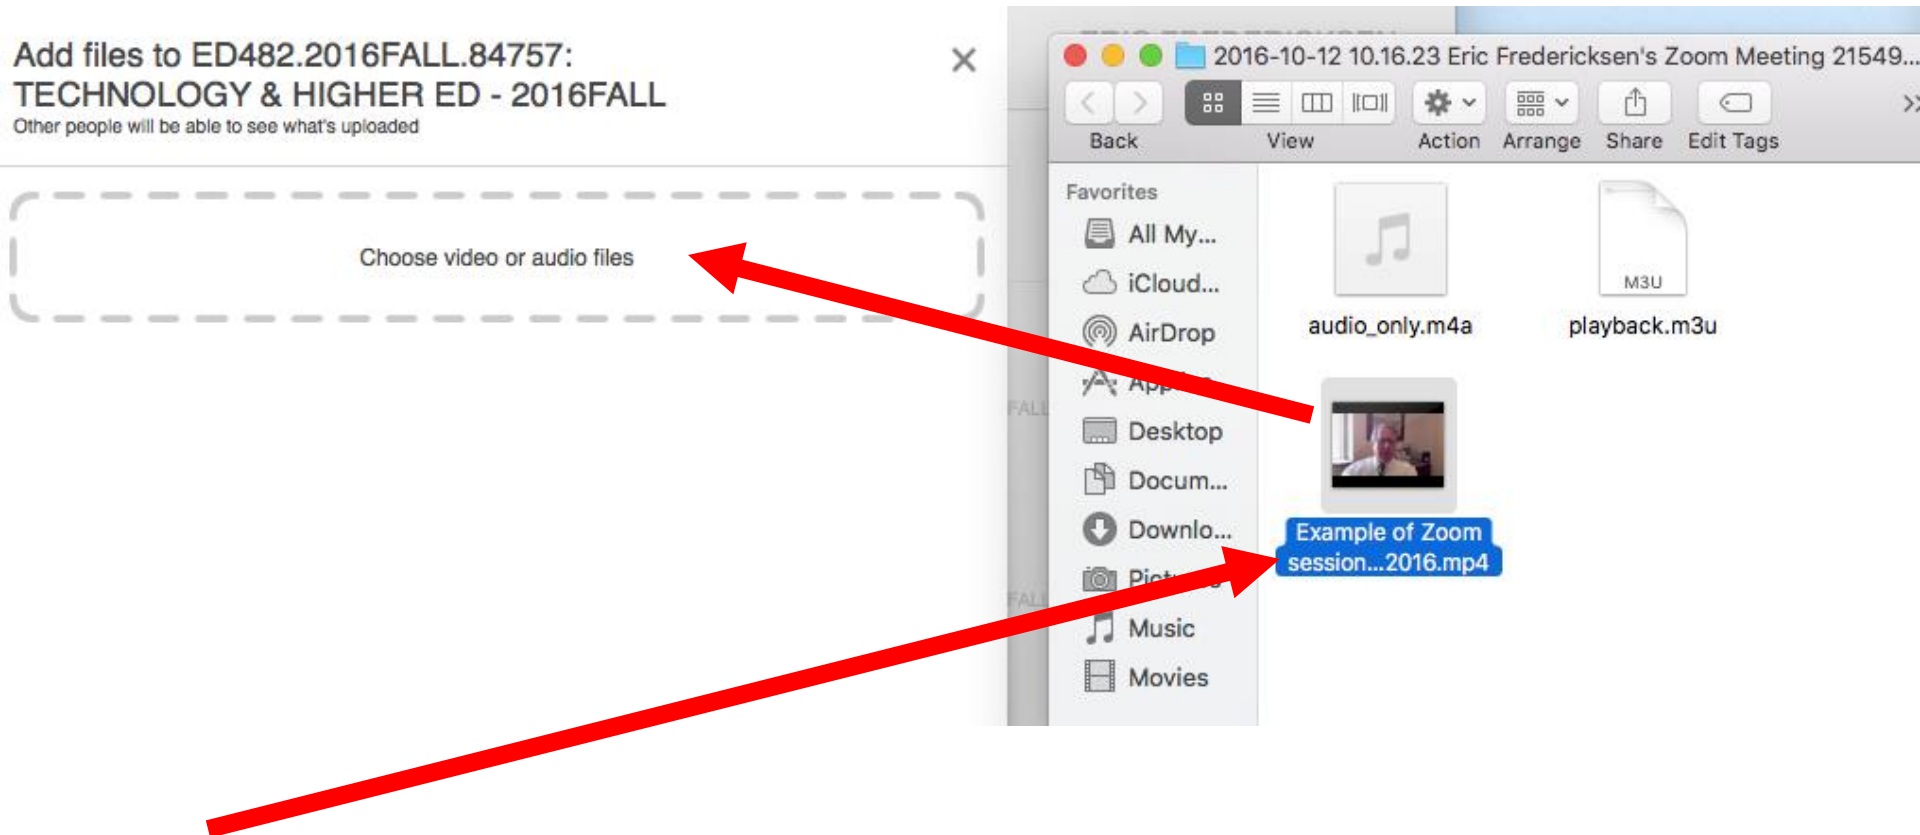 Add files to ED482.2016FALL.84757:
TECHNOLOGY & HIGHER ED - 2016FALL
Other people will be able to see what's uploaded
Choose video or audio files
2016-10-12 10.16.23 Eric Fredericksen's Zoom Meeting 21549...
Back
View
Action
Arrange
Share
Edit Tags
Favorites
All My...
iCloud...
AirDrop
Desktop
Docum...
Downlo...
Pictures
Music
Movies
audio_only.m4a
M3U
playback.m3u
Example of Zoom
session...2016.mp4
FALL